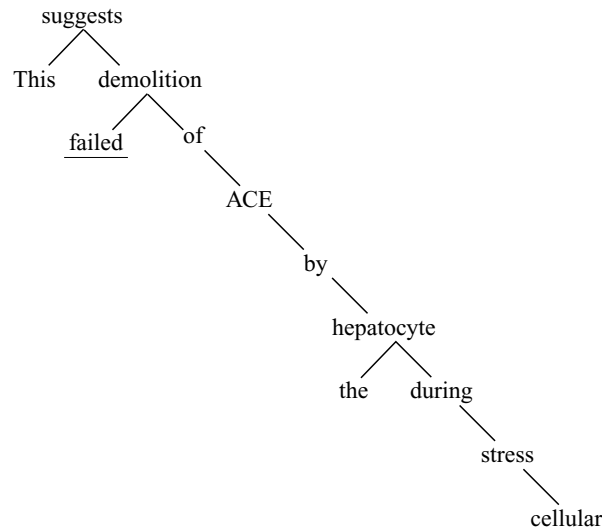 suggests
This demolition
failed of
ACE
by
hepatocyte
the during
stress
cellular